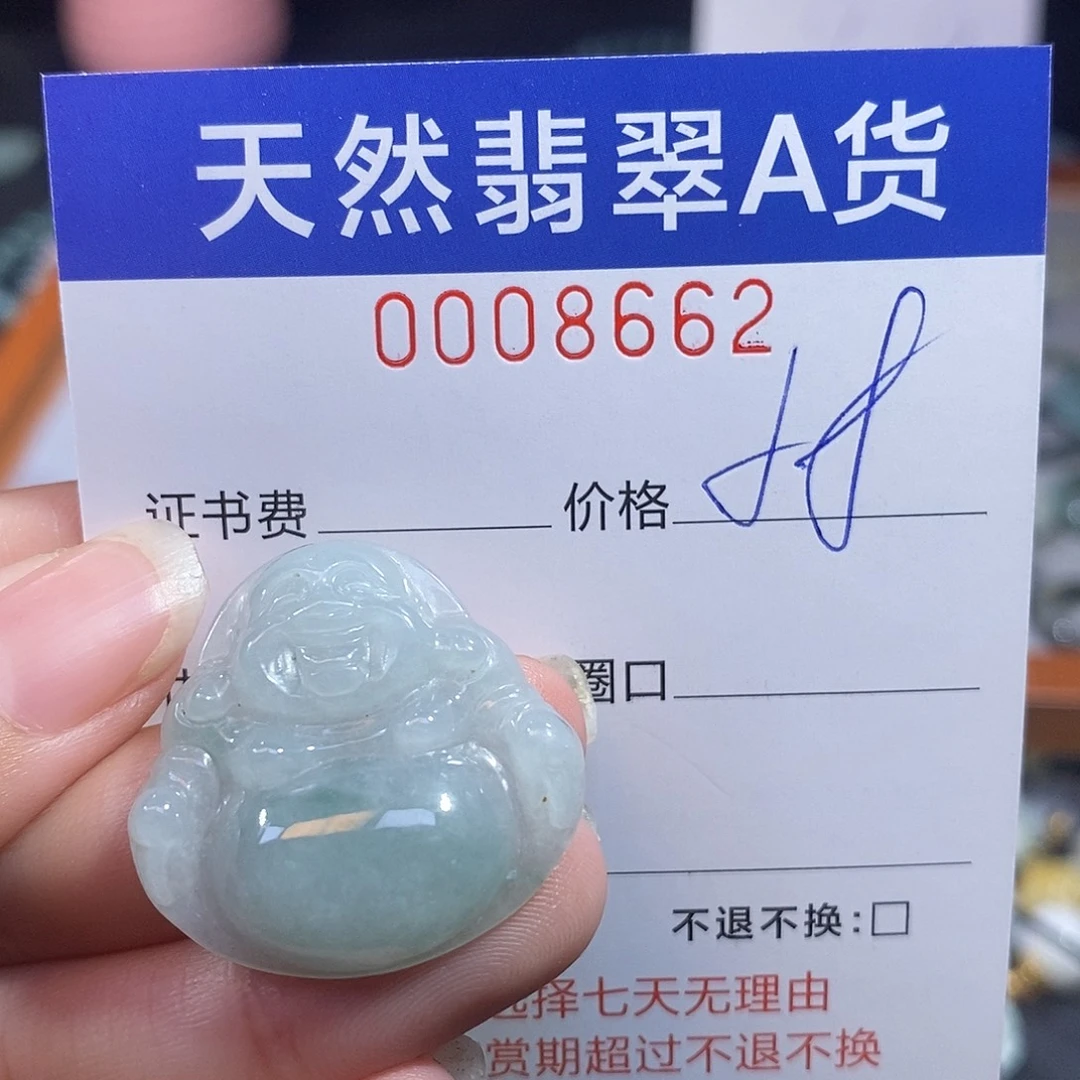 天然翡翠A货
0008662
证书费 价格
圈口
不退不换:□
选择七天无理由
赏期超过不退不换